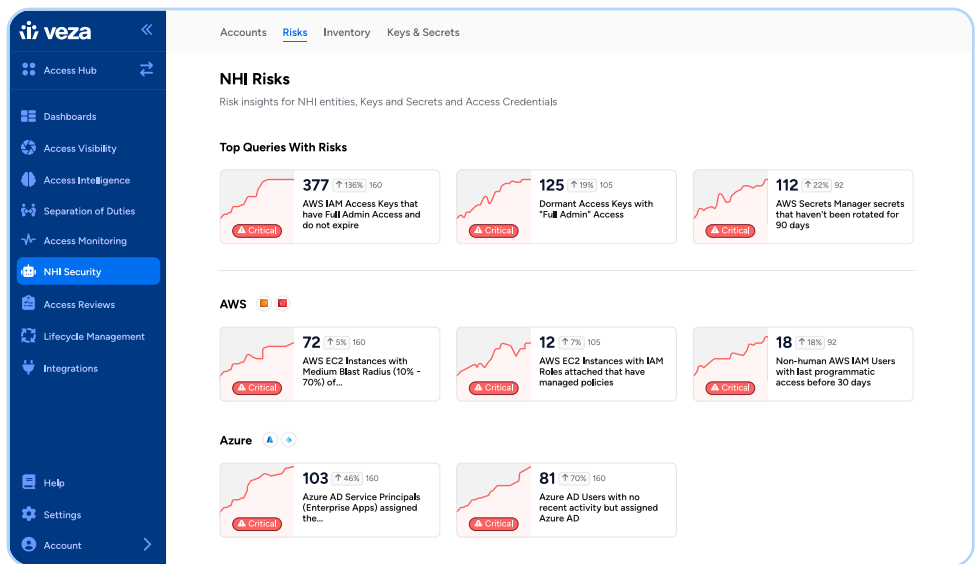 veza
Access Hub
Dashboards
Access Visibility
Access Intelligence
Separation of Duties
Access Monitoring
NHI Security
Access Reviews
Lifecycle Management
Integrations
Help
Settings
Account
Accounts Risks Inventory Keys & Secrets
NHI Risks
Risk insights for NHI entities, Keys and Secrets and Access Credentials
Top Queries With Risks
377 ↑ 136% 160
AWS IAM Access Keys that
have Full Admin Access and
do not expire
Critical
125 ↑ 19% 105
Dormant Access Keys with
"Full Admin" Access
Critical
112 ↑ 22% 92
AWS Secrets Manager secrets
that haven't been rotated for
90 days
Critical
AWS
72 ↑ 5% 160
AWS EC2 Instances with
Medium Blast Radius (10% -
70%) of...
Critical
12 ↑ 7% 105
AWS EC2 Instances with IAM
Roles attached that have
managed policies
Critical
18 ↑ 18% 92
Non-human AWS IAM Users
with last programmatic
access before 30 days
Critical
Azure
103 ↑ 46% 160
Azure AD Service Principals
(Enterprise Apps) assigned
the...
Critical
81 ↑ 70% 160
Azure AD Users with no
recent activity but assigned
Azure AD
Critical